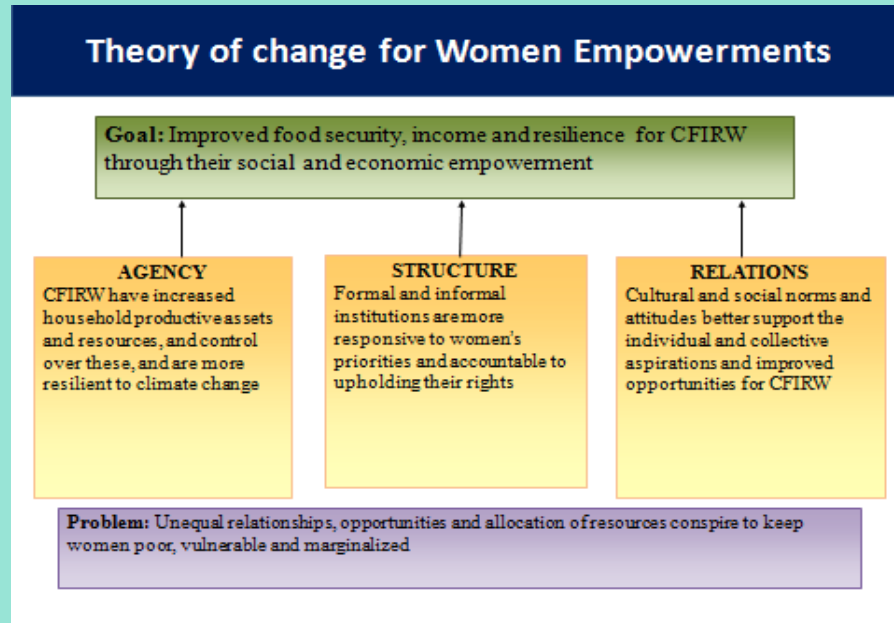 Theory of change for Women Empowerments
Goal: Improved food security, income and resilience for CFIRW
through their social and economic empowerment
AGENCY
CFIRW have increased
household productive assets
and resources, and control
over these, and are more
resilient to climate change
STRUCTURE
Formal and informal
institutions are more
responsive to women's
priorities and accountable to
upholding their rights
RELATIONS
Cultural and social norms and
attitudes better support the
individual and collective
aspirations and improved
opportunities for CFIRW
Problem: Unequal relationships, opportunities and allocation of resources conspire to keep
women poor, vulnerable and marginalized